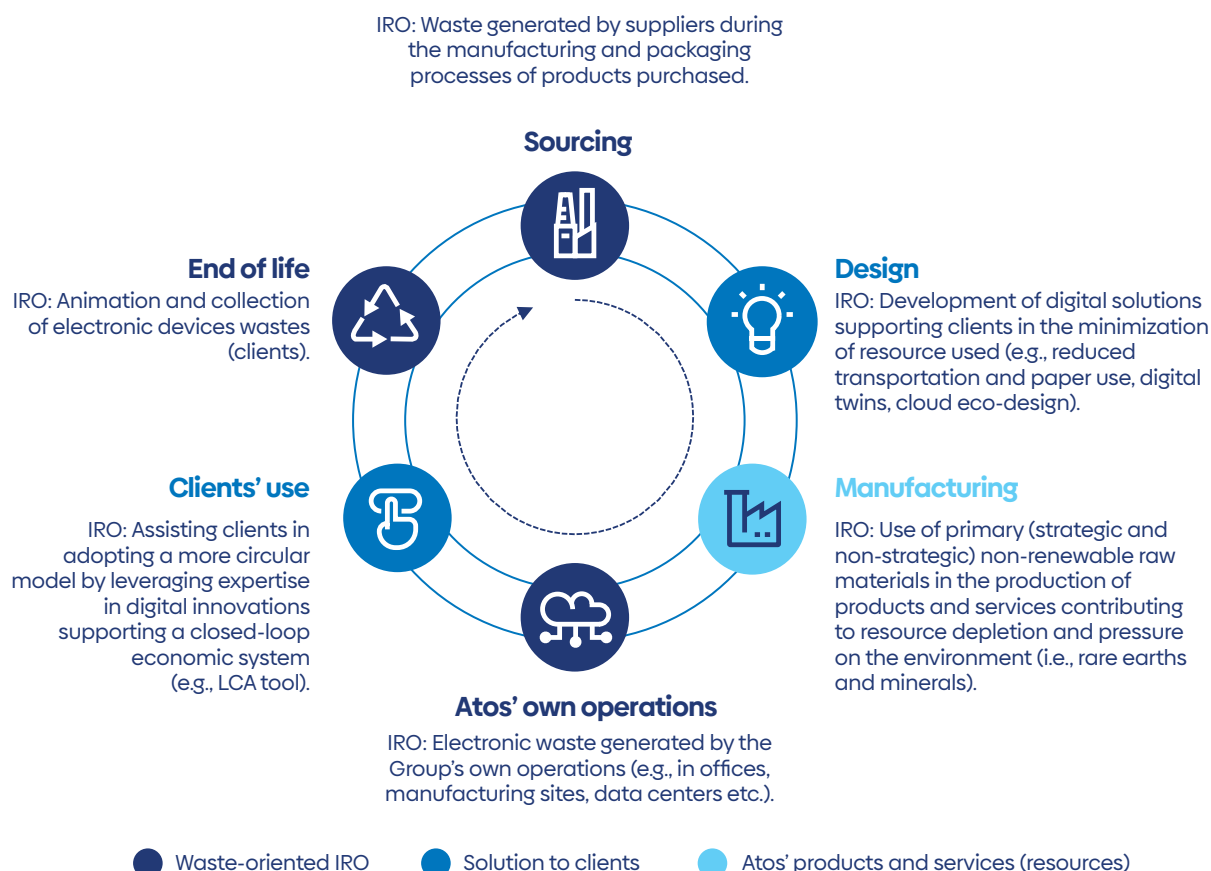 IRO: Waste generated by suppliers during
the manufacturing and packaging
processes of products purchased.
Sourcing
End of life
IRO: Animation and collection
of electronic devices wastes
(clients).
Design
IRO: Development of digital solutions
supporting clients in the minimization
of resource used (e.g., reduced
transportation and paper use, digital
twins, cloud eco-design).
Clients' use
IRO: Assisting clients in
adopting a more circular
model by leveraging expertise
in digital innovations
supporting a closed-loop
economic system
(e.g., LCA tool).
Manufacturing
IRO: Use of primary (strategic and
non-strategic) non-renewable raw
materials in the production of
products and services contributing
to resource depletion and pressure
on the environment (i.e., rare earths
and minerals).
Atos' own operations
IRO: Electronic waste generated by the
Group's own operations (e.g., in offices,
manufacturing sites, data centers etc.).
Waste-oriented IRO
Solution to clients
Atos' products and services (resources)